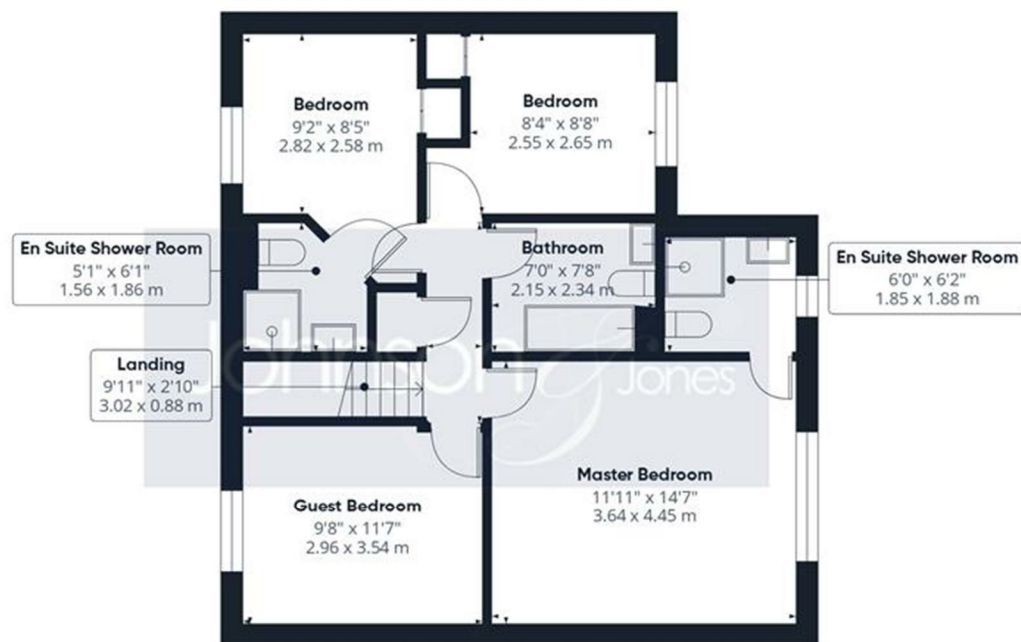 Bedroom
9'2" x 8'5"
2.82 x 2.58 m
Bedroom
8'4" x 8'8"
2.55 x 2.65 m
En Suite Shower Room
5'1" x 6'1"
1.56 x 1.86 m
Bathroom
7'0" x 7'8"
2.15 x 2.34 m
En Suite Shower Room
6'0" x 6'2"
1.85 x 1.88 m
Landing
9'11" x 2'10"
3.02 x 0.88 m
Johnson & Jones
Guest Bedroom
9'8" x 11'7"
2.96 x 3.54 m
Master Bedroom
11'11" x 14'7"
3.64 x 4.45 m